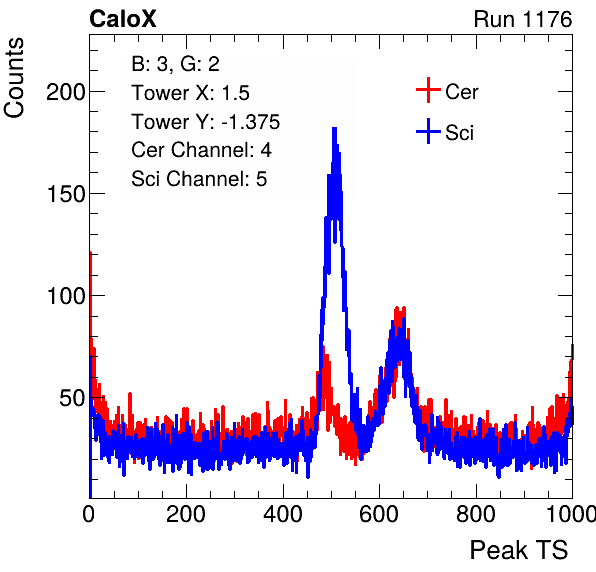 CaloX Run 1176
Counts
B: 3, G: 2
Tower X: 1.5
Tower Y: -1.375
Cer Channel: 4
Sci Channel: 5
Cer
Sci
200
150
100
50
0 200 400 600 800 1000
Peak TS